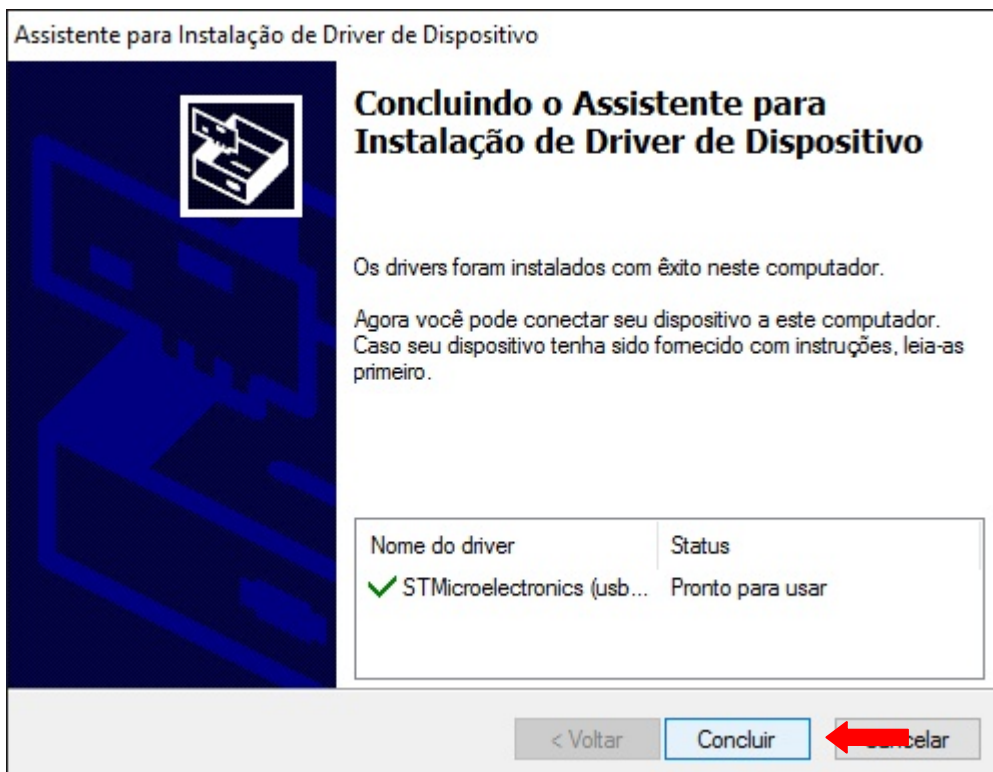 Assistente para Instalação de Driver de Dispositivo
Concluindo o Assistente para
Instalação de Driver de Dispositivo
Os drivers foram instalados com êxito neste computador.
Agora você pode conectar seu dispositivo a este computador.
Caso seu dispositivo tenha sido fornecido com instruções, leia-as
primeiro.
Nome do driver Status
STMicroelectronics (usb... Pronto para usar
< Voltar Concluir Cancelar